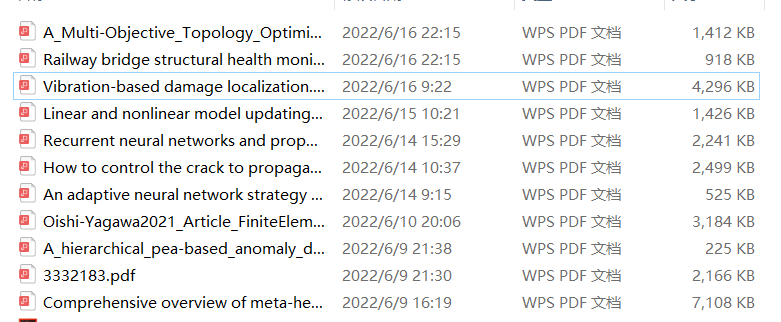 A_Multi-Objective_Topology_Optimi... 2022/6/16 22:15 WPS PDF 文档 1,412 KB
Railway bridge structural health moni... 2022/6/16 22:15 WPS PDF 文档 918 KB
Vibration-based damage localization.... 2022/6/16 9:22 WPS PDF 文档 4,296 KB
Linear and nonlinear model updating... 2022/6/15 10:21 WPS PDF 文档 1,426 KB
Recurrent neural networks and prop... 2022/6/14 15:29 WPS PDF 文档 2,241 KB
How to control the crack to propaga... 2022/6/14 10:37 WPS PDF 文档 2,499 KB
An adaptive neural network strategy ... 2022/6/14 9:15 WPS PDF 文档 525 KB
Oishi-Yagawa2021_Article_FiniteElem... 2022/6/10 20:06 WPS PDF 文档 3,184 KB
A_hierarchical_pea-based_anomaly_d... 2022/6/9 21:38 WPS PDF 文档 225 KB
3332183.pdf 2022/6/9 21:30 WPS PDF 文档 2,166 KB
Comprehensive overview of meta-he... 2022/6/9 16:19 WPS PDF 文档 7,108 KB